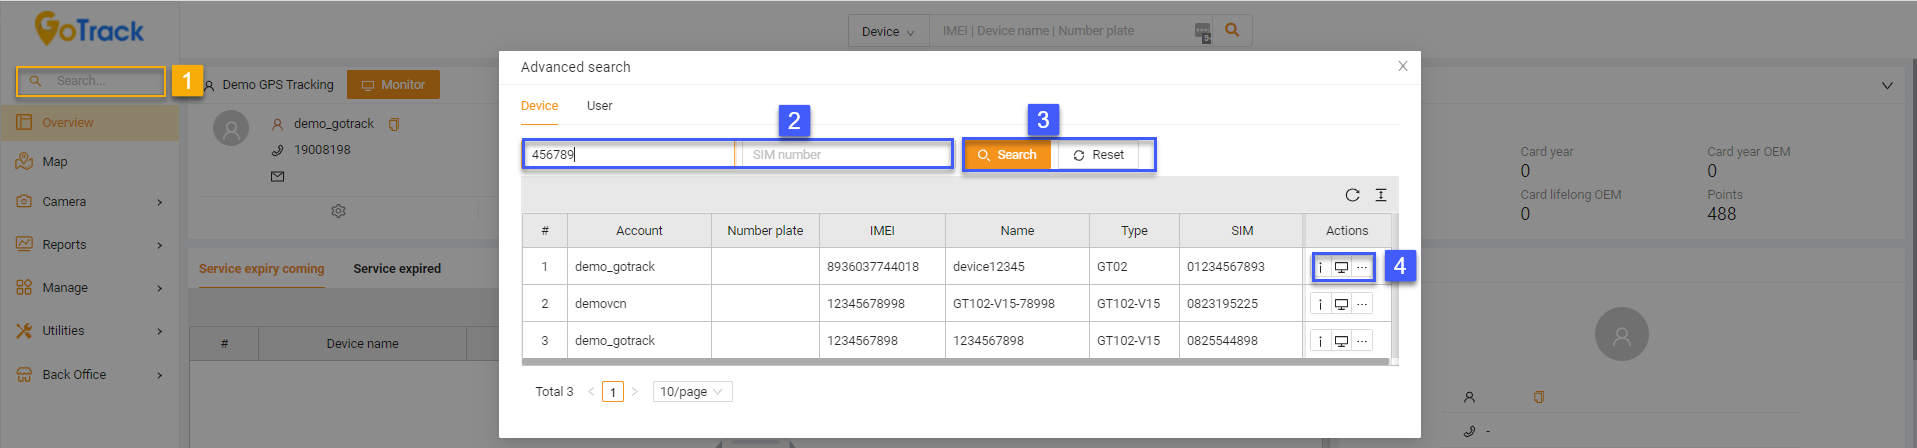 GoTrack
Device
IMEI | Device name | Number plate
9+
Search...
1
Demo GPS Tracking
Monitor
Overview
Map
Camera
Reports
Manage
Utilities
Back Office
demo_gotrack
19008198
Service expiry coming
Service expired
#
Device name
Advanced search
Device
User
2
3
456789
SIM number
Search
Reset
# Account Number plate IMEI Name Type SIM Actions
1 demo_gotrack 8936037744018 device12345 GT02 01234567893 i ...
4
2 demovcn 12345678998 GT102-V15-78998 GT102-V15 0823195225 i ...
3 demo_gotrack 1234567898 1234567898 GT102-V15 0825544898 i ...
Total 3 < 1 > 10/page
Card year
0
Card year OEM
0
Card lifelong OEM
0
Points
488
-